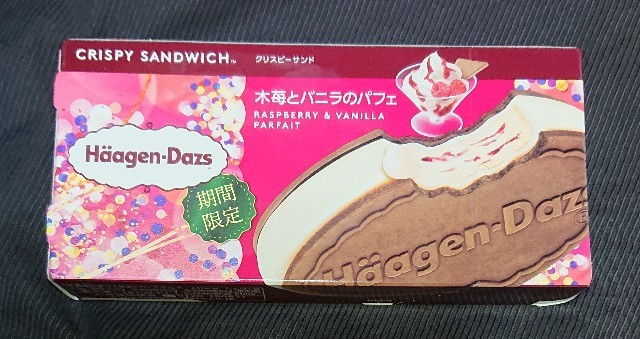 CRISPY SANDWICH™ クリスピーサンド
木苺とバニラのパフェ
RASPBERRY & VANILLA
PARFAIT
Häagen-Dazs
期間
限定
Häagen-Dazs